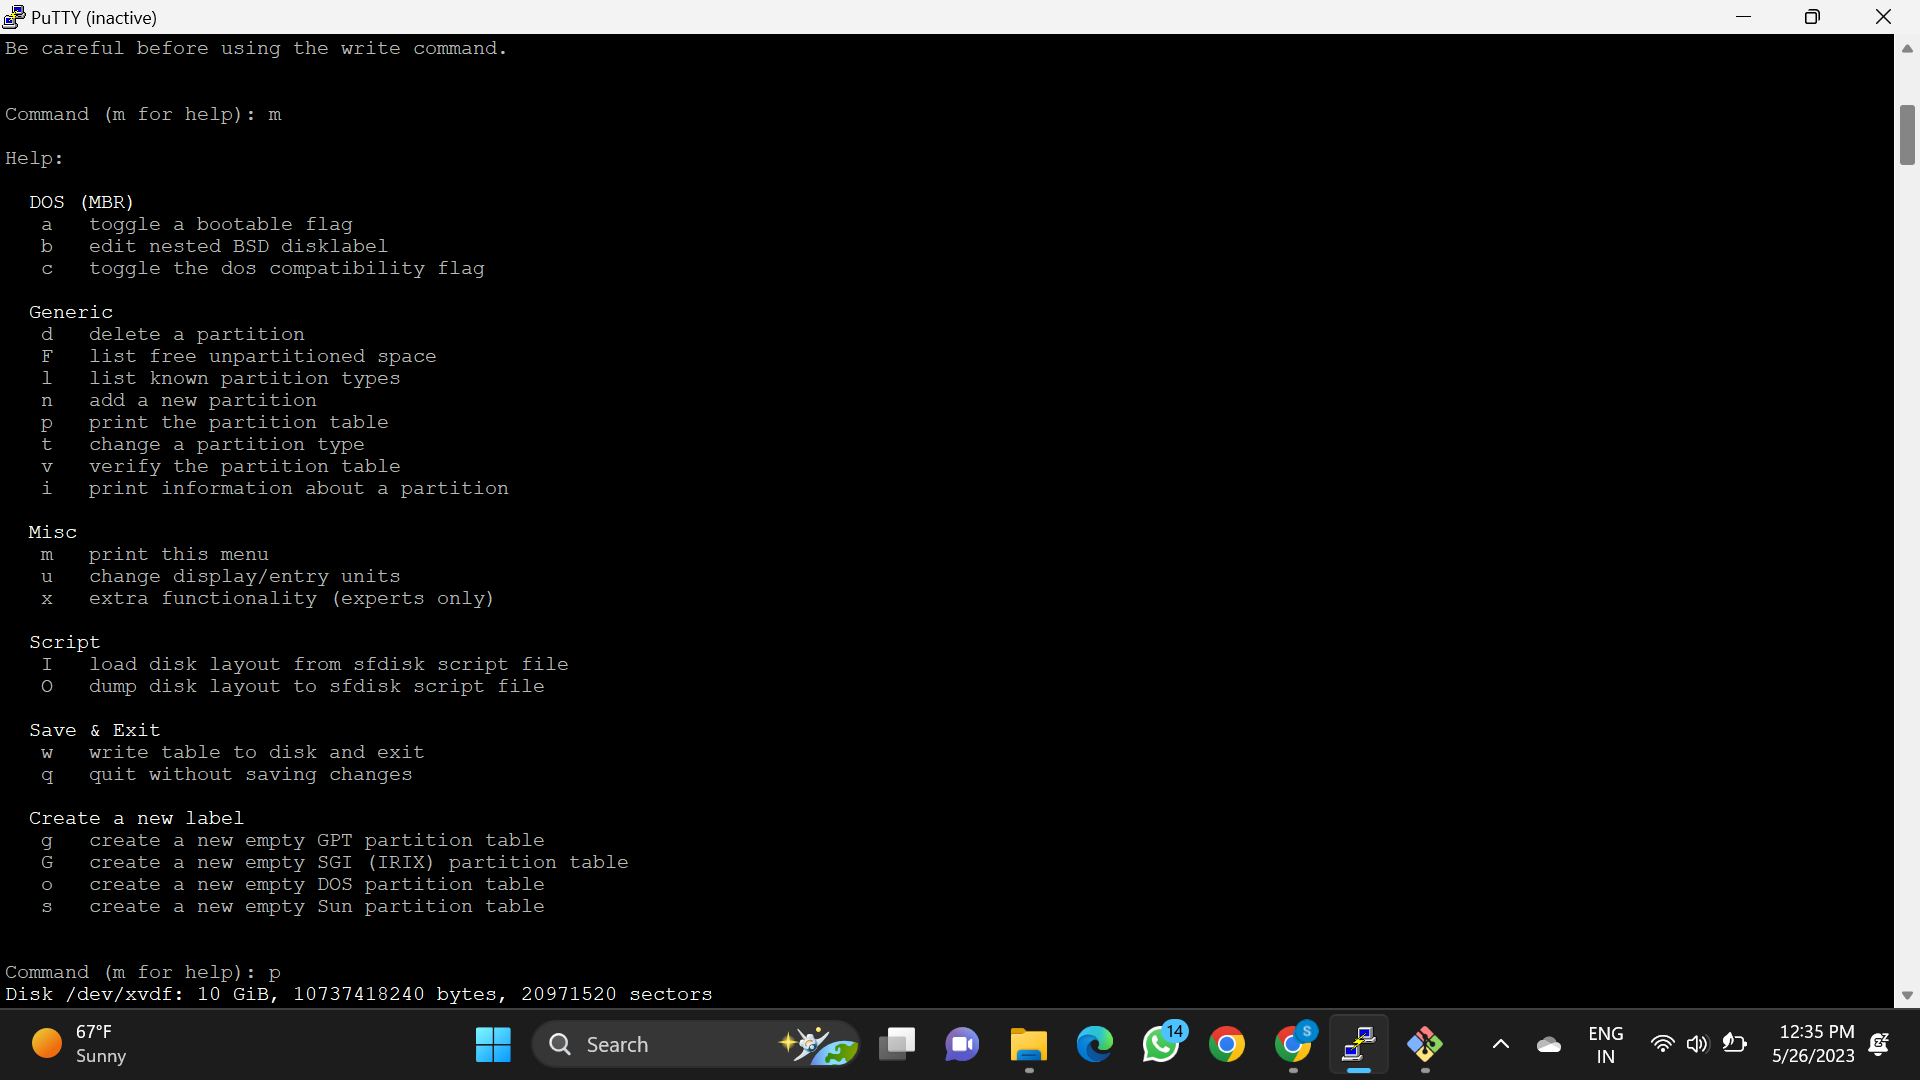 PuTTY (inactive)
Be careful before using the write command.
Command (m for help): m
Help:
DOS (MBR)
a toggle a bootable flag
b edit nested BSD disklabel
c toggle the dos compatibility flag
Generic
d delete a partition
F list free unpartitioned space
l list known partition types
n add a new partition
p print the partition table
t change a partition type
v verify the partition table
i print information about a partition
Misc
m print this menu
u change display/entry units
x extra functionality (experts only)
Script
I load disk layout from sfdisk script file
O dump disk layout to sfdisk script file
Save & Exit
w write table to disk and exit
q quit without saving changes
Create a new label
g create a new empty GPT partition table
G create a new empty SGI (IRIX) partition table
o create a new empty DOS partition table
s create a new empty Sun partition table
Command (m for help): p
Disk /dev/xvdf: 10 GiB, 10737418240 bytes, 20971520 sectors
67°F
Sunny
Search
14
S
ENG
IN
12:35 PM
5/26/2023